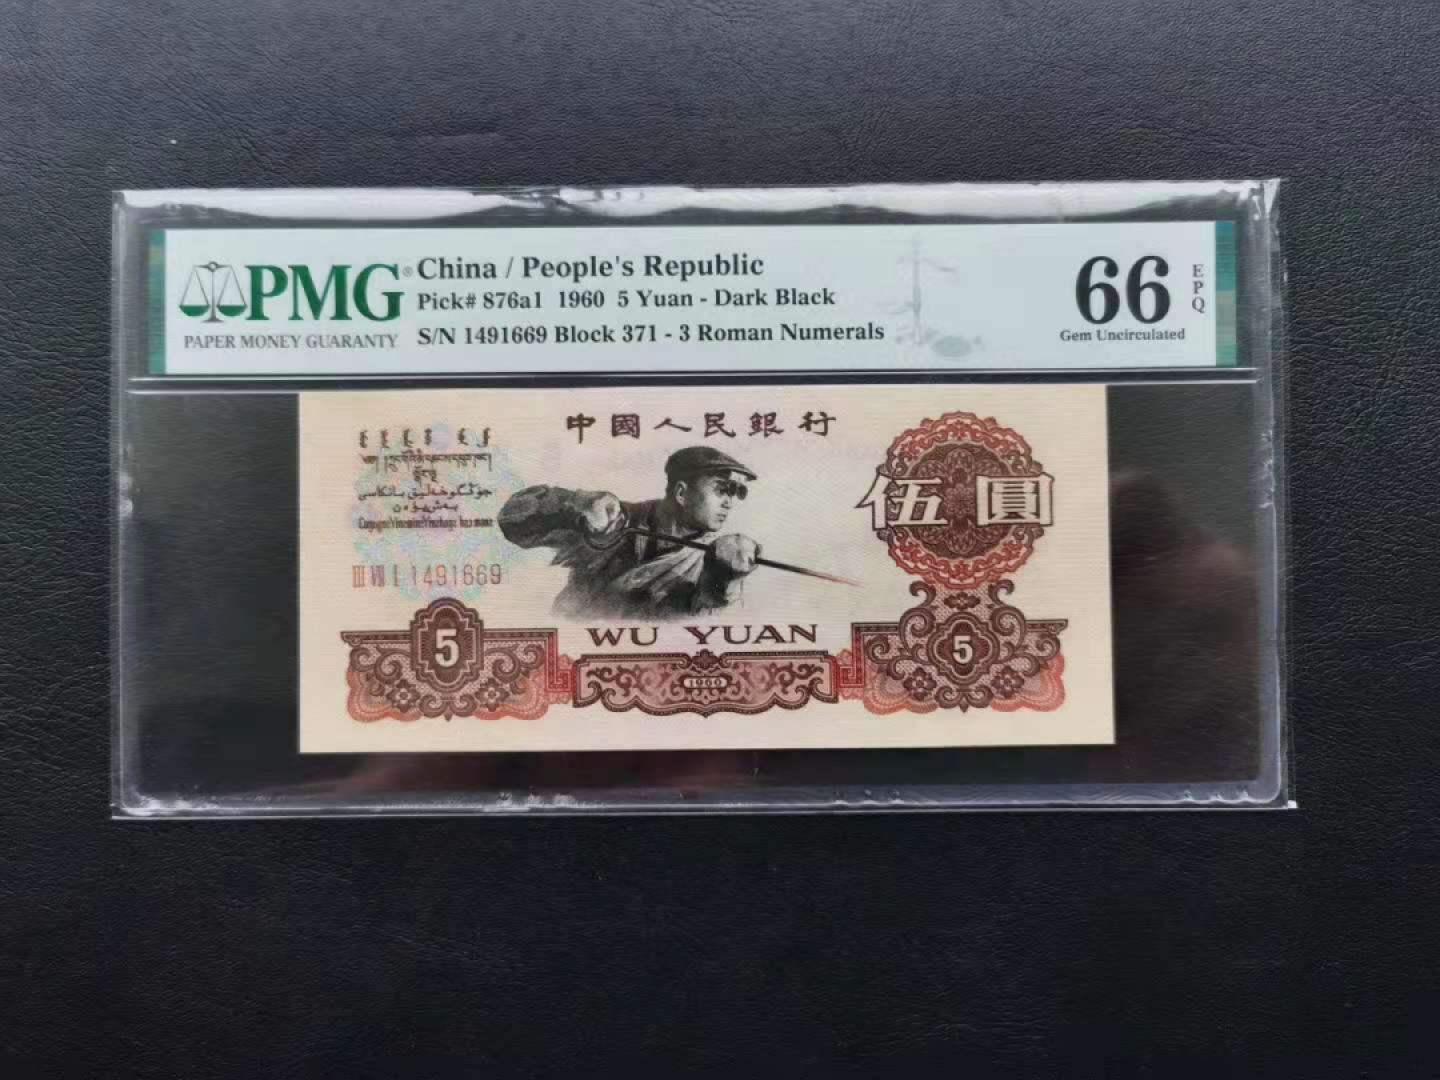 PMG®
PAPER MONEY GUARANTY
China / People's Republic
Pick# 876a1 1960 5 Yuan - Dark Black
S/N 1491669 Block 371 - 3 Roman Numerals
66
EPQ
Gem Uncirculated
中國人民銀行
伍圓
III VII I 1491669
WU YUAN
5
5
1960